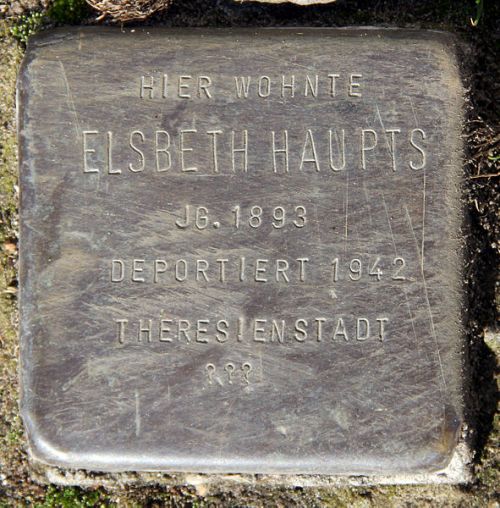 HIER WOHNTE
ELSBETH HAUPTS
JG. 1893
DEPORTIERT 1942
THERESIENSTADT
???